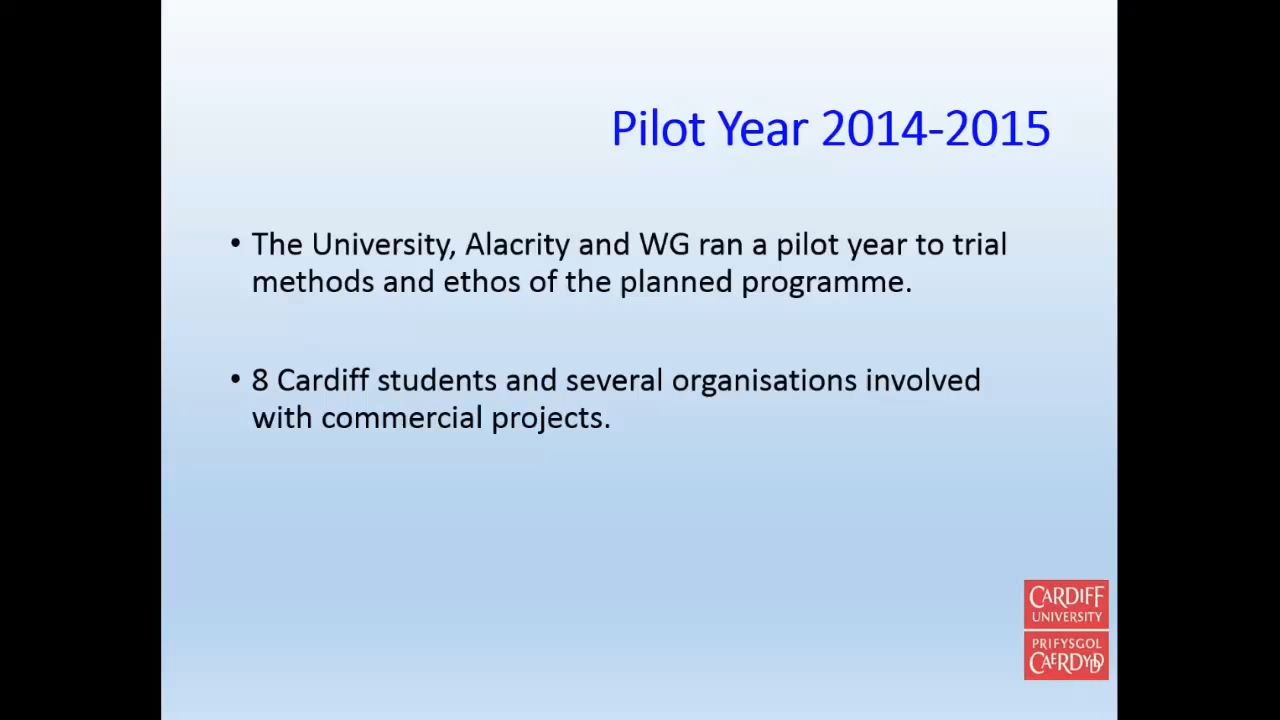 Pilot Year 2014-2015
• The University, Alacrity and WG ran a pilot year to trial
methods and ethos of the planned programme.
• 8 Cardiff students and several organisations involved
with commercial projects.
CARDIFF
UNIVERSITY
PRIFYSGOL
CAERDYDD